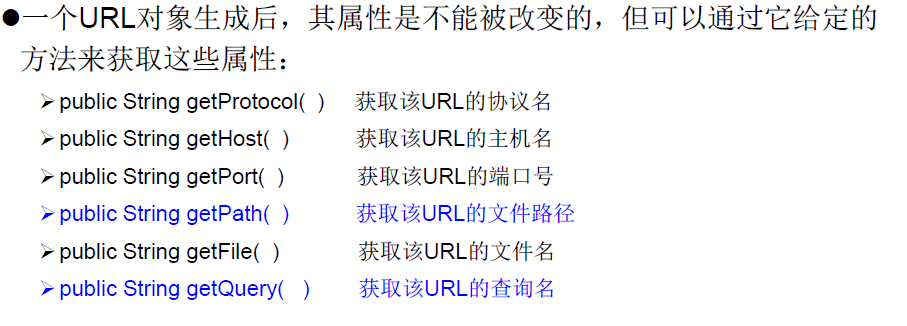 ●一个URL对象生成后，其属性是不能被改变的，但可以通过它给定的
方法来获取这些属性：
➢public String getProtocol( ) 获取该URL的协议名
➢public String getHost( ) 获取该URL的主机名
➢public String getPort( ) 获取该URL的端口号
➢public String getPath( ) 获取该URL的文件路径
➢public String getFile( ) 获取该URL的文件名
➢public String getQuery( ) 获取该URL的查询名